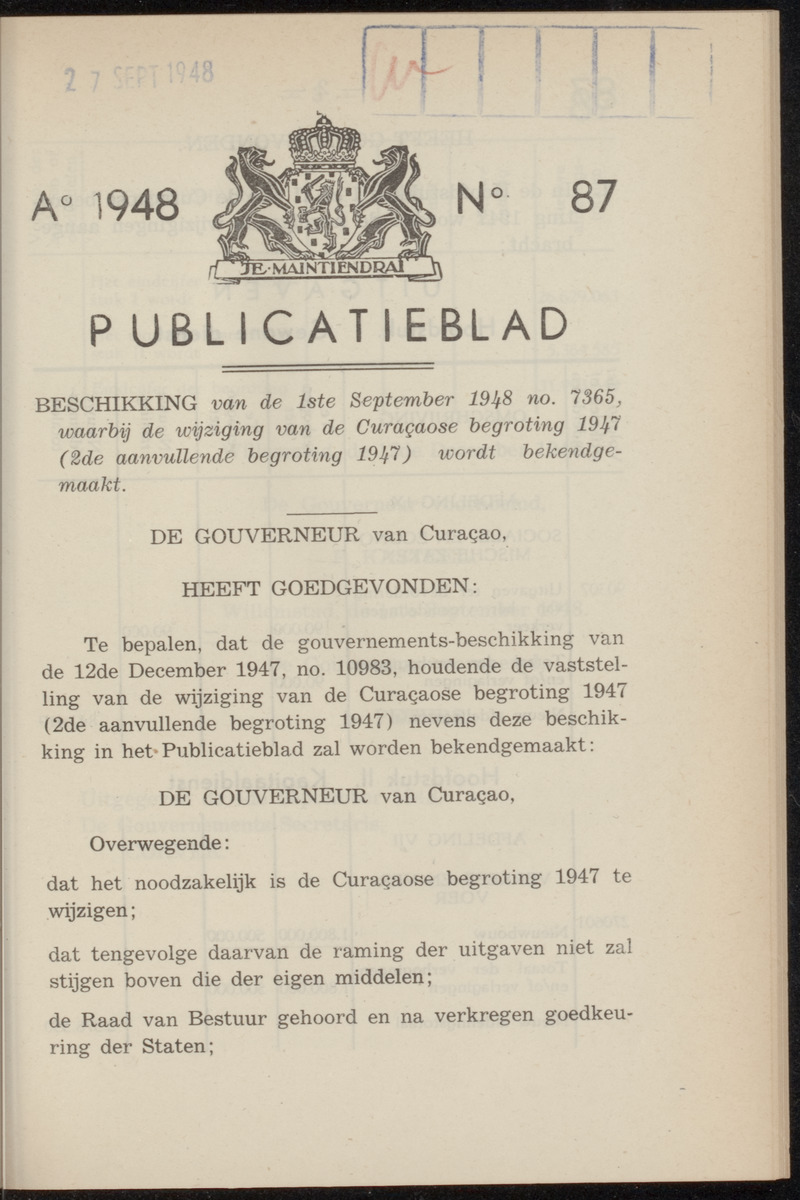 27 SEPT 1948
Aº 1948
JE·MAINTIENDRAI
Nº. 87
PUBLICATIEBLAD
BESCHIKKING van de 1ste September 1948 no. 7365,
waarbij de wijziging van de Curaçaose begroting 1947
(2de aanvullende begroting 1947) wordt bekendge-
maakt.
DE GOUVERNEUR van Curaçao,
HEEFT GOEDGEVONDEN:
Te bepalen, dat de gouvernements-beschikking van
de 12de December 1947, no. 10983, houdende de vaststel-
ling van de wijziging van de Curaçaose begroting 1947
(2de aanvullende begroting 1947) nevens deze beschik-
king in het Publicatieblad zal worden bekendgemaakt:
DE GOUVERNEUR van Curaçao,
Overwegende:
dat het noodzakelijk is de Curaçaose begroting 1947 te
wijzigen;
dat tengevolge daarvan de raming der uitgaven niet zal
stijgen boven die der eigen middelen;
de Raad van Bestuur gehoord en na verkregen goedkeu-
ring der Staten;